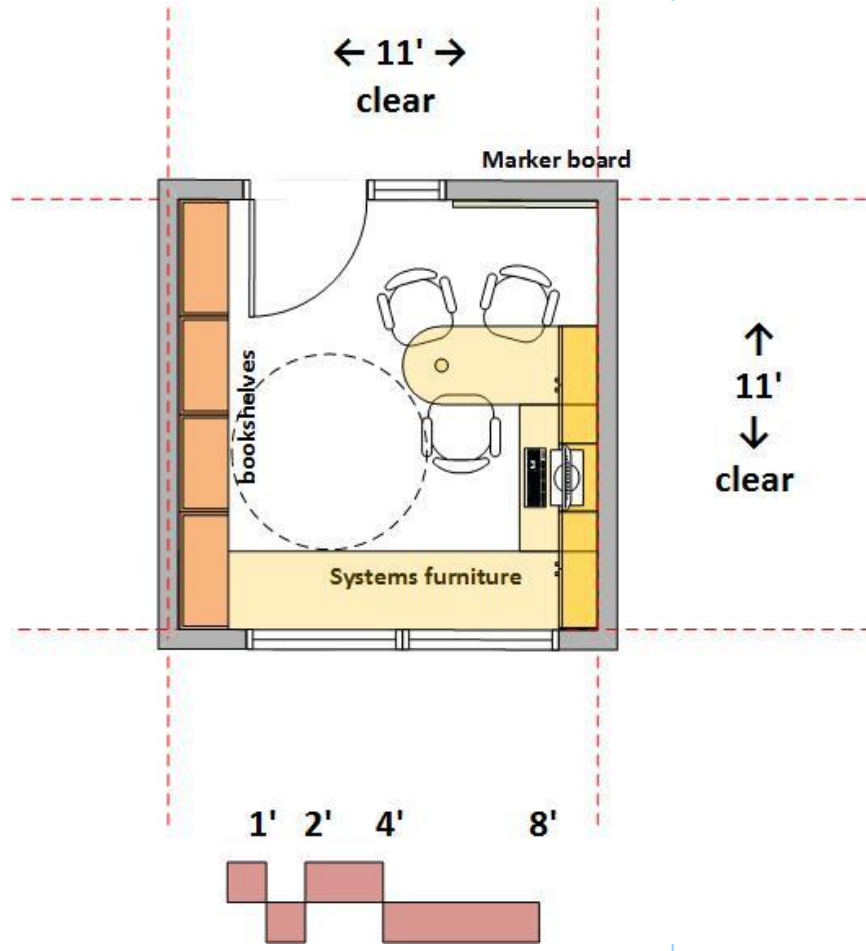 ← 11' →
clear
Marker board
↑
11'
↓
clear
bookshelves
Systems furniture
1' 2' 4' 8'